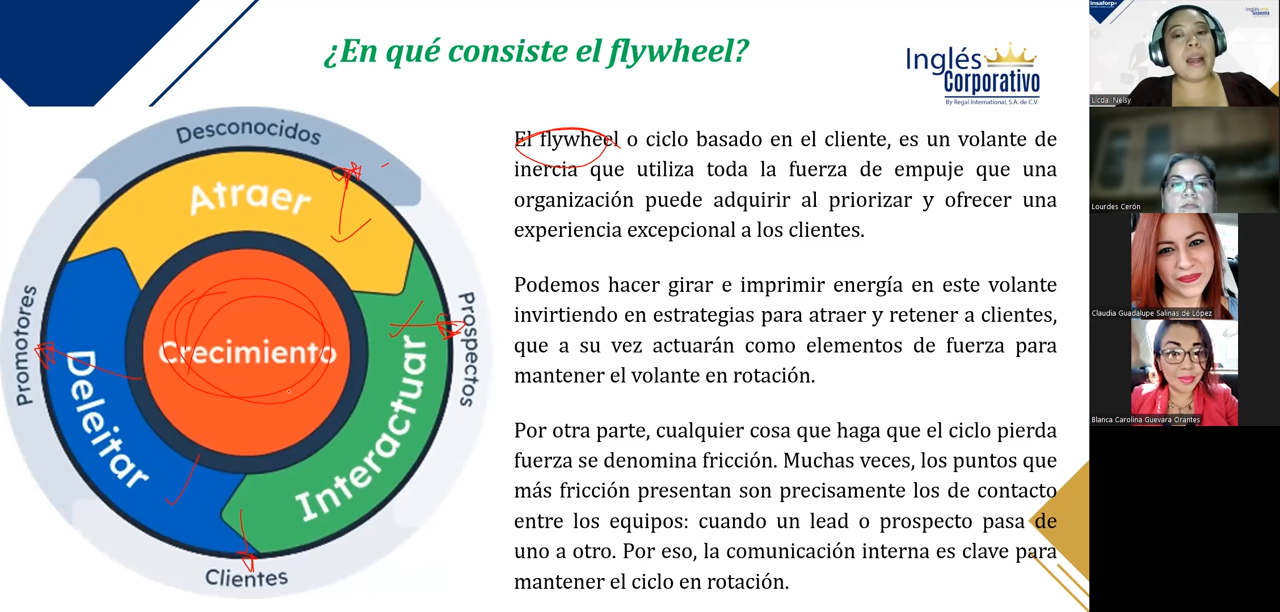 ¿En qué consiste el flywheel?
Inglés
Corporativo
By Regal International, S.A. de C.V.
Desconocidos
Atraer
Promotores
Crecimiento
Prospectos
Deleitar
Interactuar
Clientes
El flywheel o ciclo basado en el cliente, es un volante de
inercia que utiliza toda la fuerza de empuje que una
organización puede adquirir al priorizar y ofrecer una
experiencia excepcional a los clientes.
Podemos hacer girar e imprimir energía en este volante
invirtiendo en estrategias para atraer y retener a clientes,
que a su vez actuarán como elementos de fuerza para
mantener el volante en rotación.
Por otra parte, cualquier cosa que haga que el ciclo pierda
fuerza se denomina fricción. Muchas veces, los puntos que
más fricción presentan son precisamente los de contacto
entre los equipos: cuando un lead o prospecto pasa de
uno a otro. Por eso, la comunicación interna es clave para
mantener el ciclo en rotación.
Insaforp
Licda. Nelsy
Lourdes Cerón
Claudia Guadalupe Salinas de López
Blanca Carolina Guevara Orantes